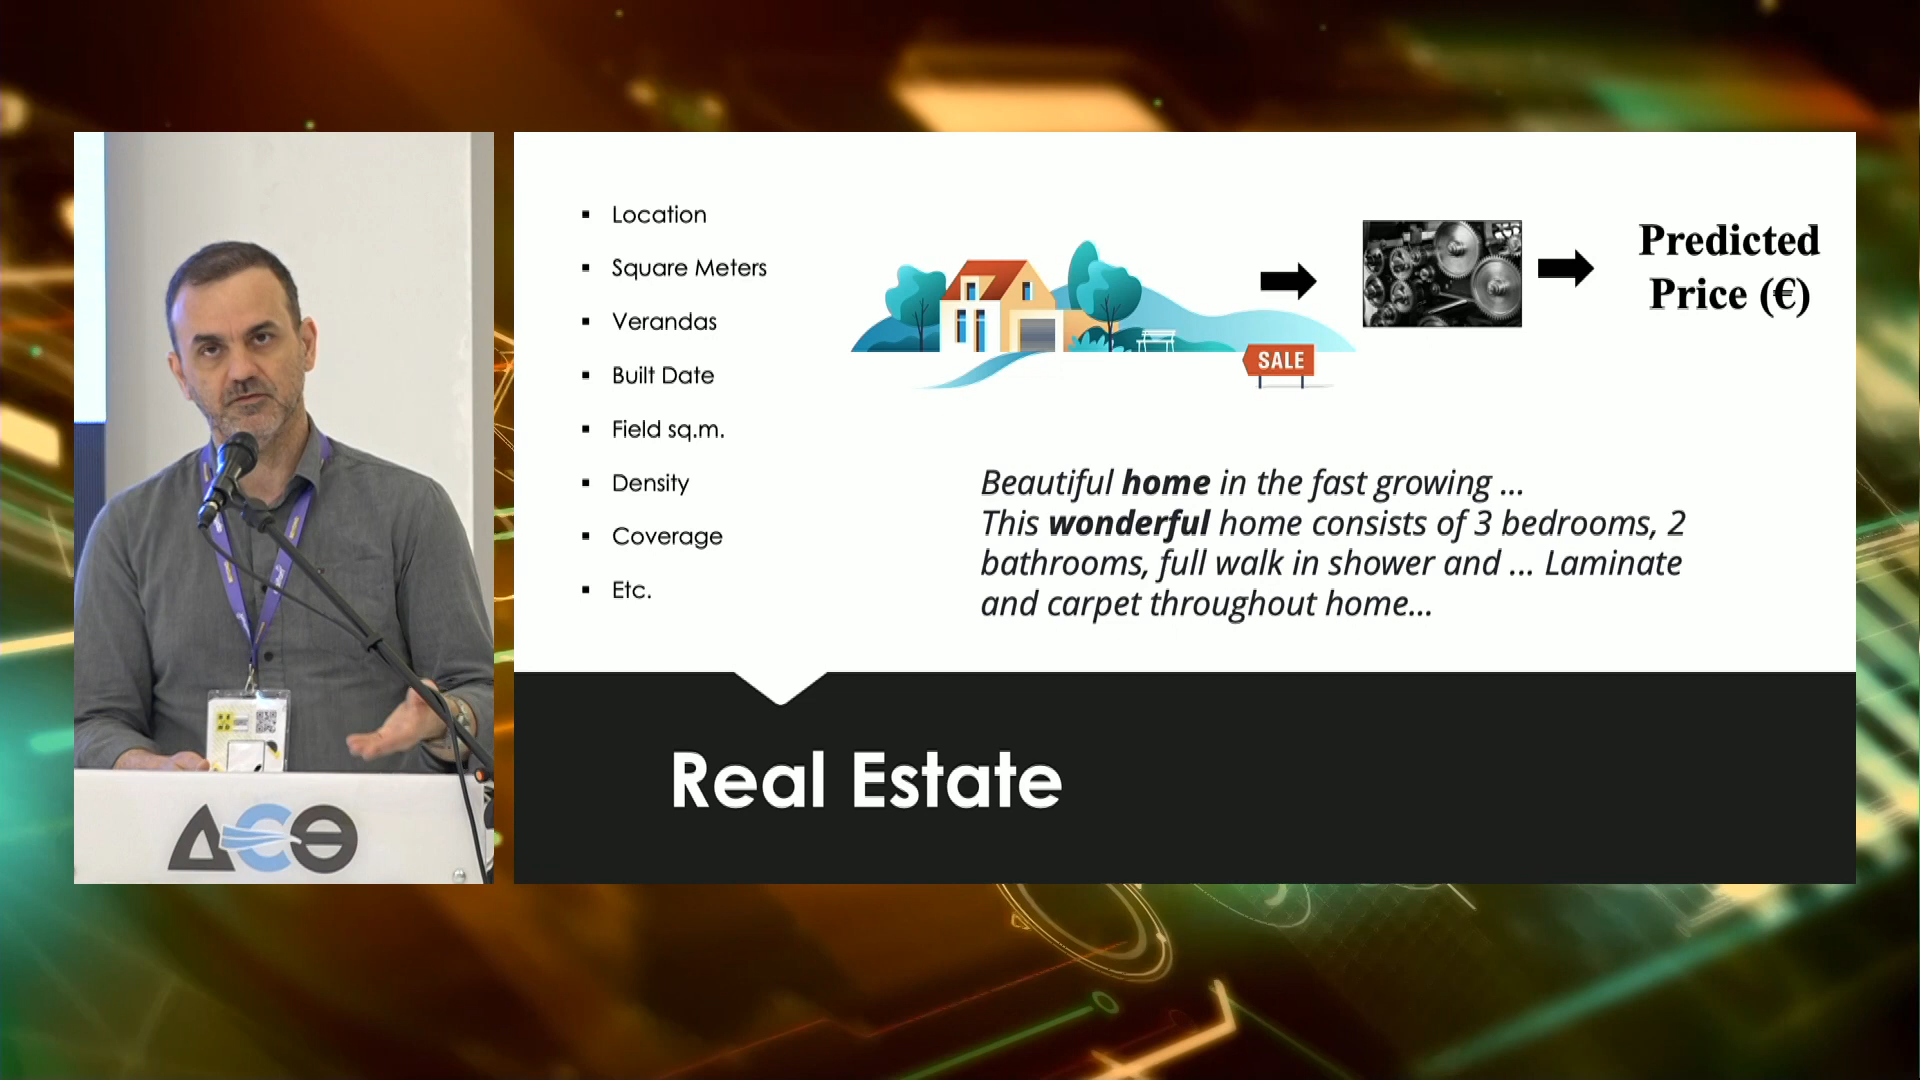 Location
Square Meters
Verandas
Built Date
Field sq.m.
Density
Coverage
Etc.
SALE
Predicted
Price (€)
Beautiful home in the fast growing ...
This wonderful home consists of 3 bedrooms, 2
bathrooms, full walk in shower and ... Laminate
and carpet throughout home...
Real Estate
ΔCΘ